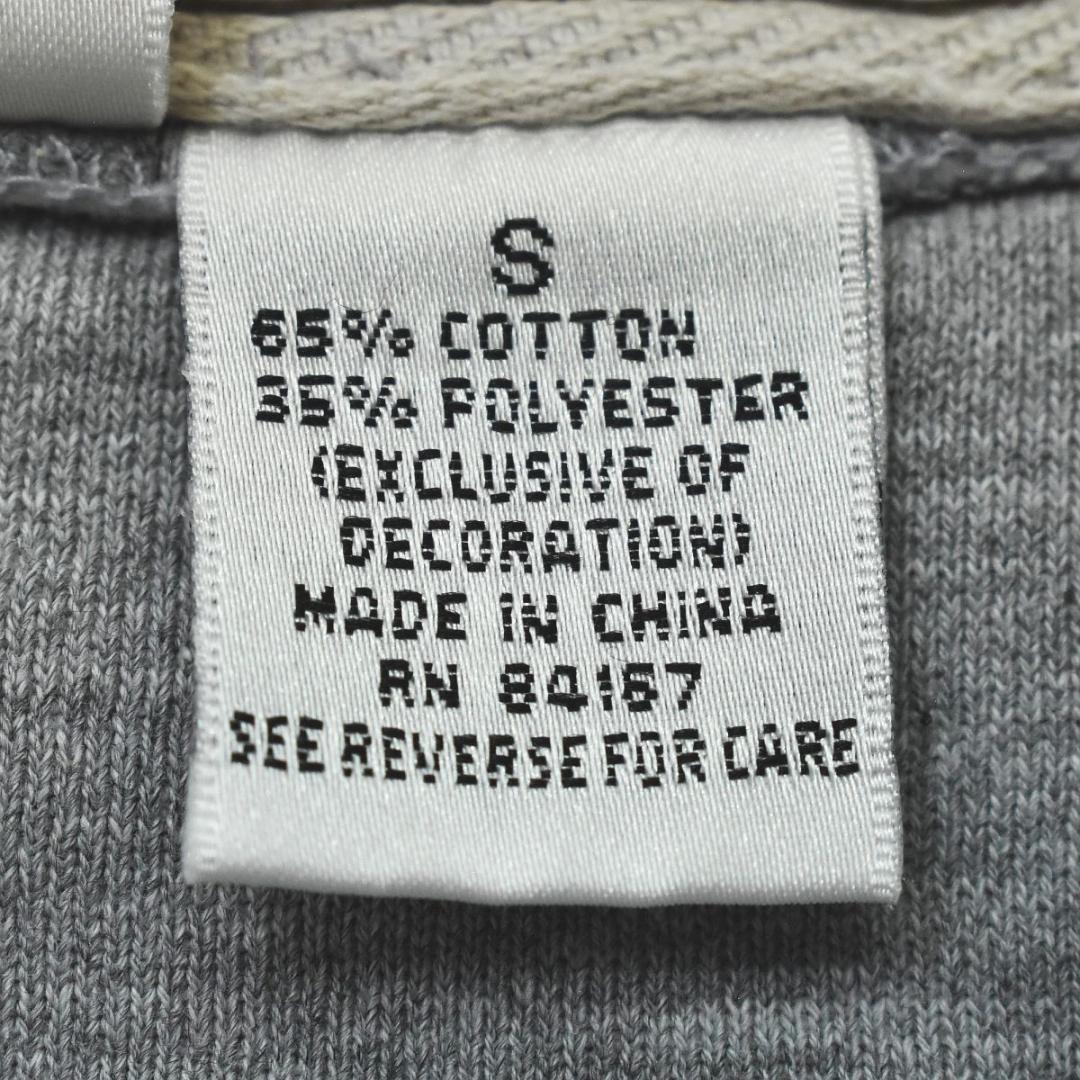 S
65% COTTON
35% POLYESTER
(EXCLUSIVE OF
DECORATION)
MADE IN CHINA
RN 84167
SEE REVERSE FOR CARE